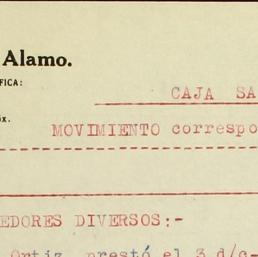 Alamo.
FICA:
CAJA SA
ox.
MOVIMIENTO correspo
EDORES DIVERSOS:-
Ortiz, prestó el 3 d/c-